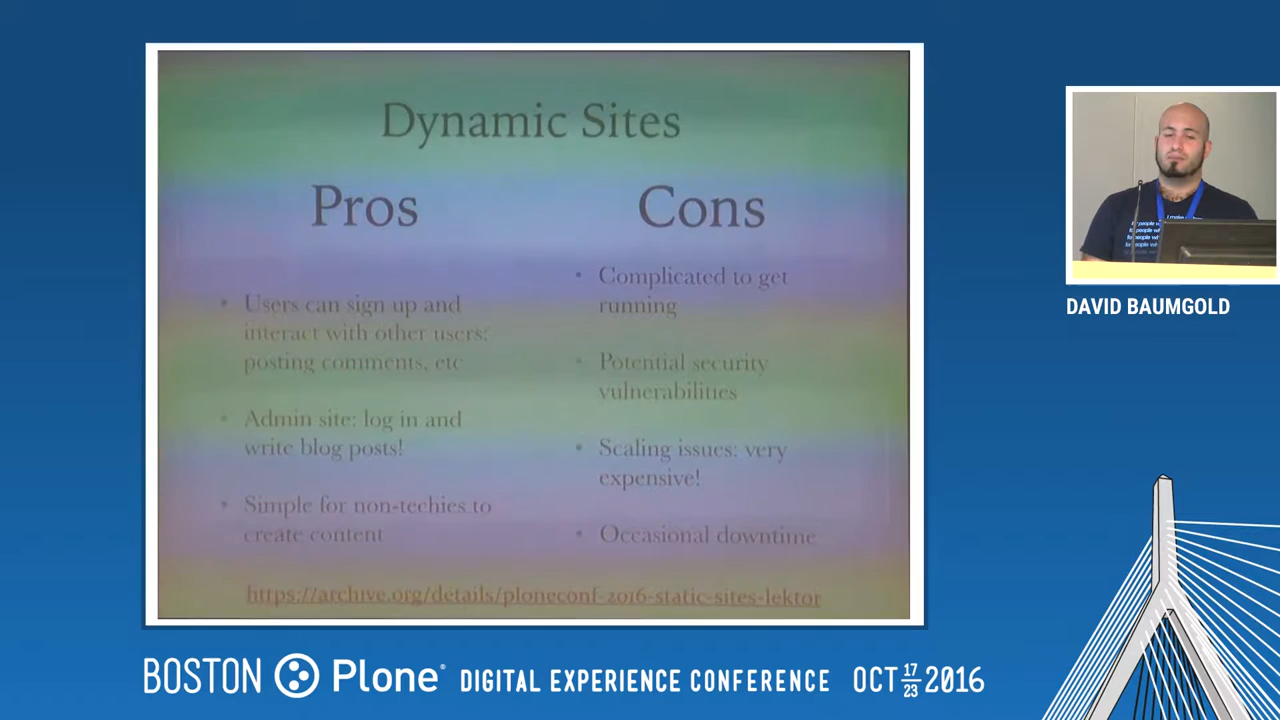 Dynamic Sites
Pros
Cons
• Users can sign up and
interact with other users:
posting comments, etc
• Admin site: log in and
write blog posts!
• Simple for non-techies to
create content
• Complicated to get
running
• Potential security
vulnerabilities
• Scaling issues: very
expensive!
• Occasional downtime
https://archive.org/details/ploneconf-2016-static-sites-lektor
DAVID BAUMGOLD
BOSTON Plone® DIGITAL EXPERIENCE CONFERENCE OCT 17 23 2016